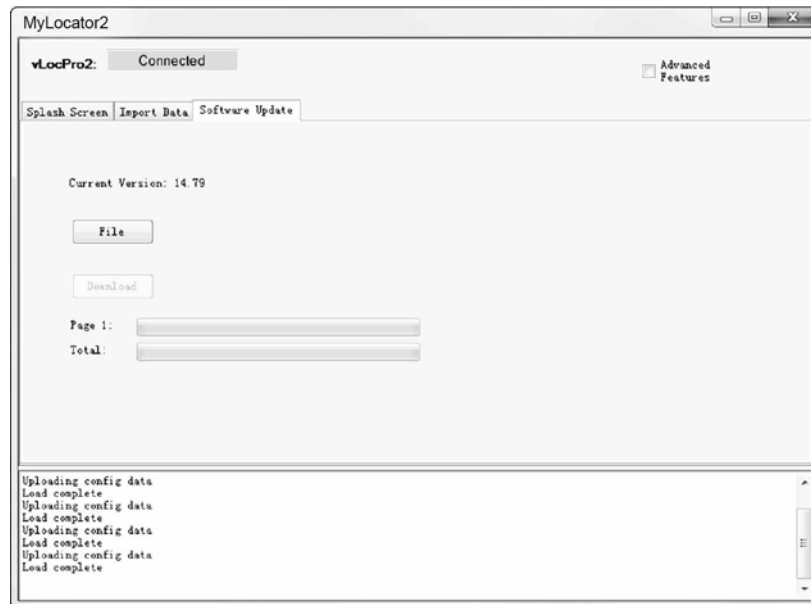 MyLocator2
vLocPro2: Connected
Advanced
Features
Splash Screen Import Data Software Update
Current Version: 14.79
File
Download
Page 1:
Total:
Uploading config data
Load complete
Uploading config data
Load complete
Uploading config data
Load complete
Uploading config data
Load complete